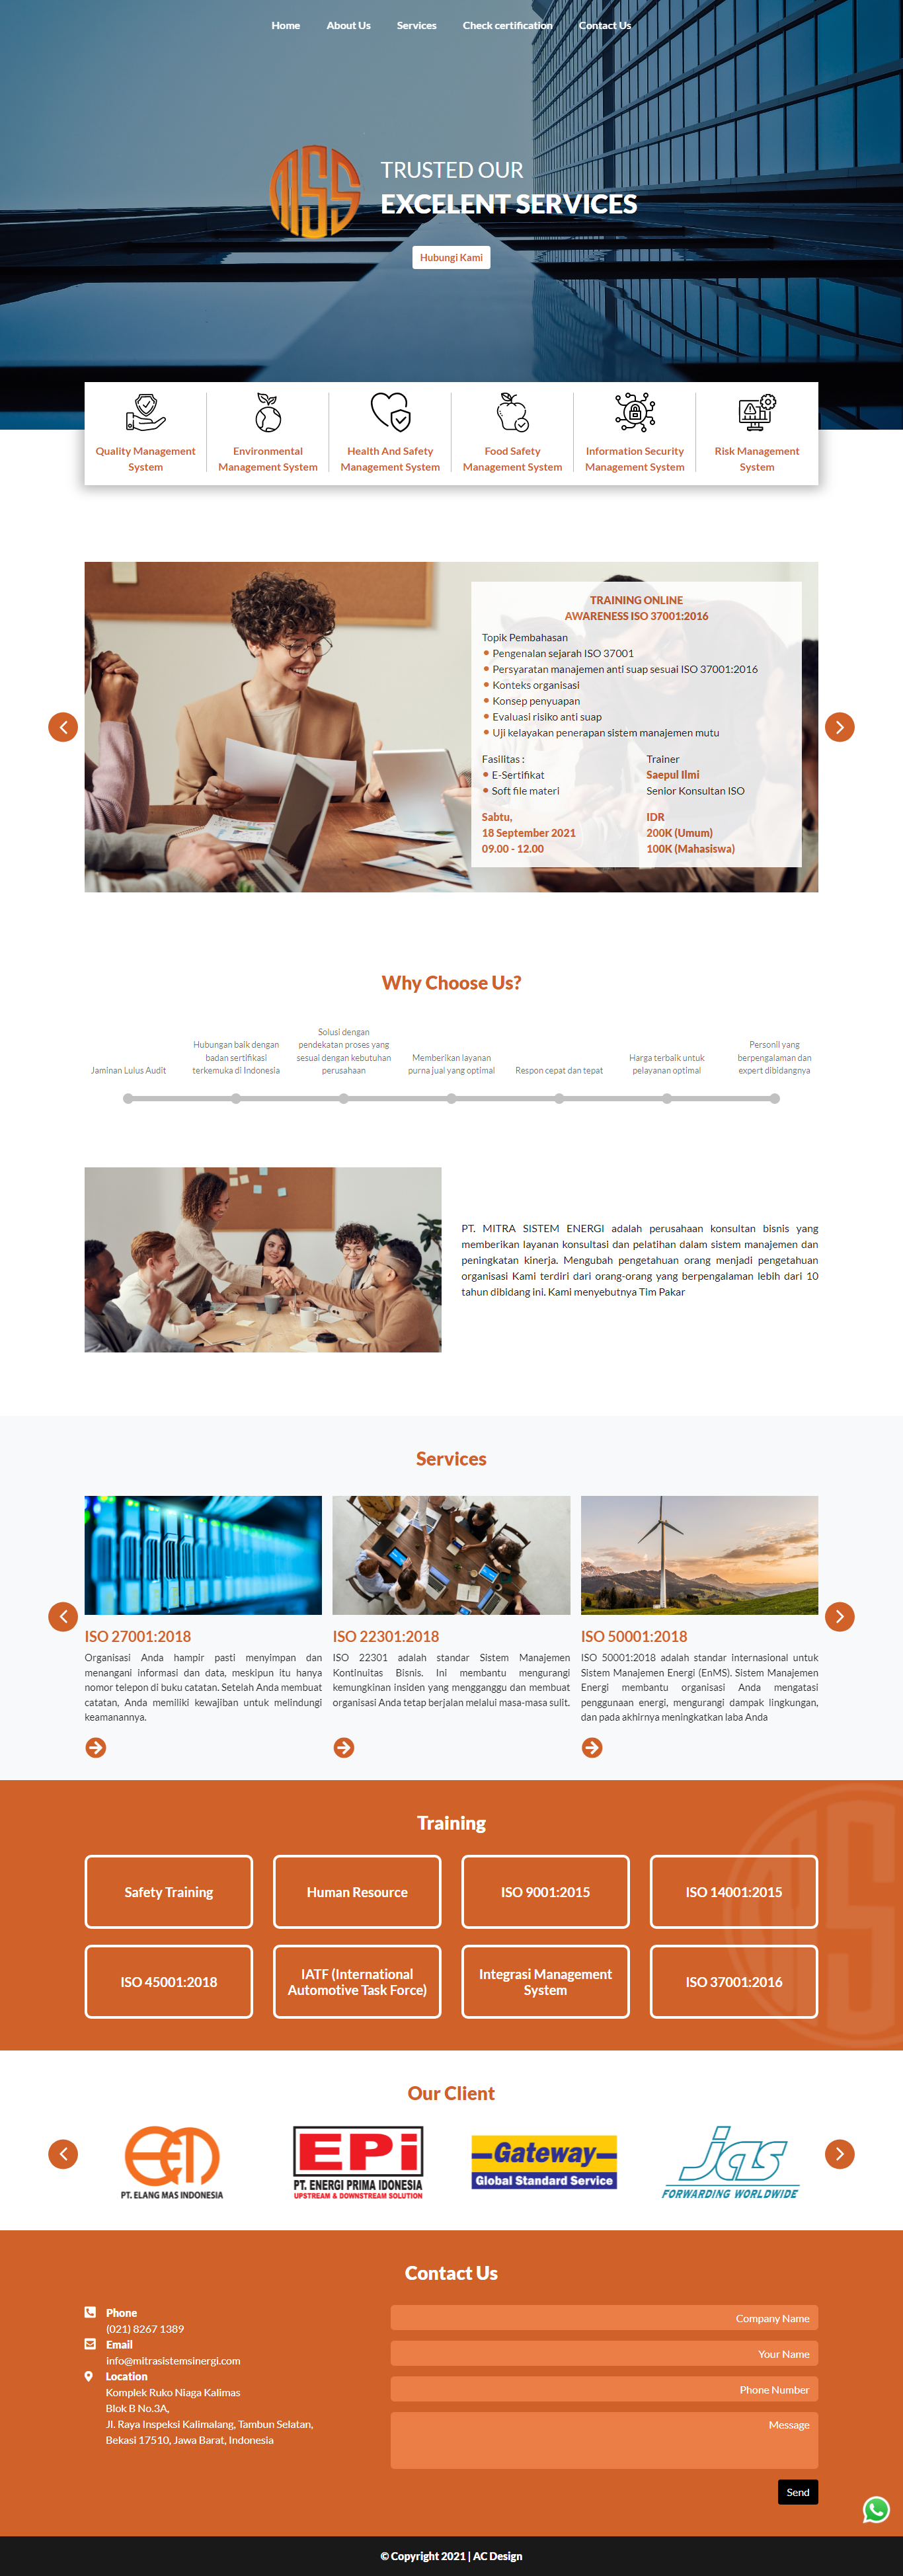 Home About Us Services Check certification Contact Us
MSS
TRUSTED OUR
EXCELENT SERVICES
Hubungi Kami
Quality Management
System
Environmental
Management System
Health And Safety
Management System
Food Safety
Management System
Information Security
Management System
Risk Management
System
TRAINING ONLINE
AWARENESS ISO 37001:2016
Topik Pembahasan
Pengenalan sejarah ISO 37001
Persyaratan manajemen anti suap sesuai ISO 37001:2016
Konteks organisasi
Konsep penyuapan
Evaluasi risiko anti suap
Uji kelayakan penerapan sistem manajemen mutu
Fasilitas :
E-Sertifikat
Soft file materi
Trainer
Saepul Ilmi
Senior Konsultan ISO
Sabtu,
18 September 2021
09.00 - 12.00
IDR
200K (Umum)
100K (Mahasiswa)
Why Choose Us?
Jaminan Lulus Audit
Hubungan baik dengan
badan sertifikasi
terkemuka di Indonesia
Solusi dengan
pendekatan proses yang
sesuai dengan kebutuhan
perusahaan
Memberikan layanan
purna jual yang optimal
Respon cepat dan tepat
Harga terbaik untuk
pelayanan optimal
Personil yang
berpengalaman dan
expert dibidangnya
PT. MITRA SISTEM ENERGI adalah perusahaan konsultan bisnis yang
memberikan layanan konsultasi dan pelatihan dalam sistem manajemen dan
peningkatan kinerja. Mengubah pengetahuan orang menjadi pengetahuan
organisasi Kami terdiri dari orang-orang yang berpengalaman lebih dari 10
tahun dibidang ini. Kami menyebutnya Tim Pakar
Services
ISO 27001:2018
Organisasi Anda hampir pasti menyimpan dan
menangani informasi dan data, meskipun itu hanya
nomor telepon di buku catatan. Setelah Anda membuat
catatan, Anda memiliki kewajiban untuk melindungi
keamanannya.
ISO 22301:2018
ISO 22301 adalah standar Sistem Manajemen
Kontinuitas Bisnis. Ini membantu mengurangi
kemungkinan insiden yang mengganggu dan membuat
organisasi Anda tetap berjalan melalui masa-masa sulit.
ISO 50001:2018
ISO 50001:2018 adalah standar internasional untuk
Sistem Manajemen Energi (EnMS). Sistem Manajemen
Energi membantu organisasi Anda mengatasi
penggunaan energi, mengurangi dampak lingkungan,
dan pada akhirnya meningkatkan laba Anda
Training
Safety Training
Human Resource
ISO 9001:2015
ISO 14001:2015
ISO 45001:2018
IATF (International
Automotive Task Force)
Integrasi Management
System
ISO 37001:2016
Our Client
PT. ELANG MAS INDONESIA
EPi
PT. ENERGI PRIMA IDONESIA
UPSTREAM & DOWNSTREAM SOLUTION
Gateway
Global Standard Service
jas
FORWARDING WORLDWIDE
Contact Us
Phone
(021) 8267 1389
Email
info@mitrasistemsinergi.com
Location
Komplek Ruko Niaga Kalimas
Blok B No.3A,
Jl. Raya Inspeksi Kalimalang, Tambun Selatan,
Bekasi 17510, Jawa Barat, Indonesia
Company Name
Your Name
Phone Number
Message
Send
© Copyright 2021 | AC Design